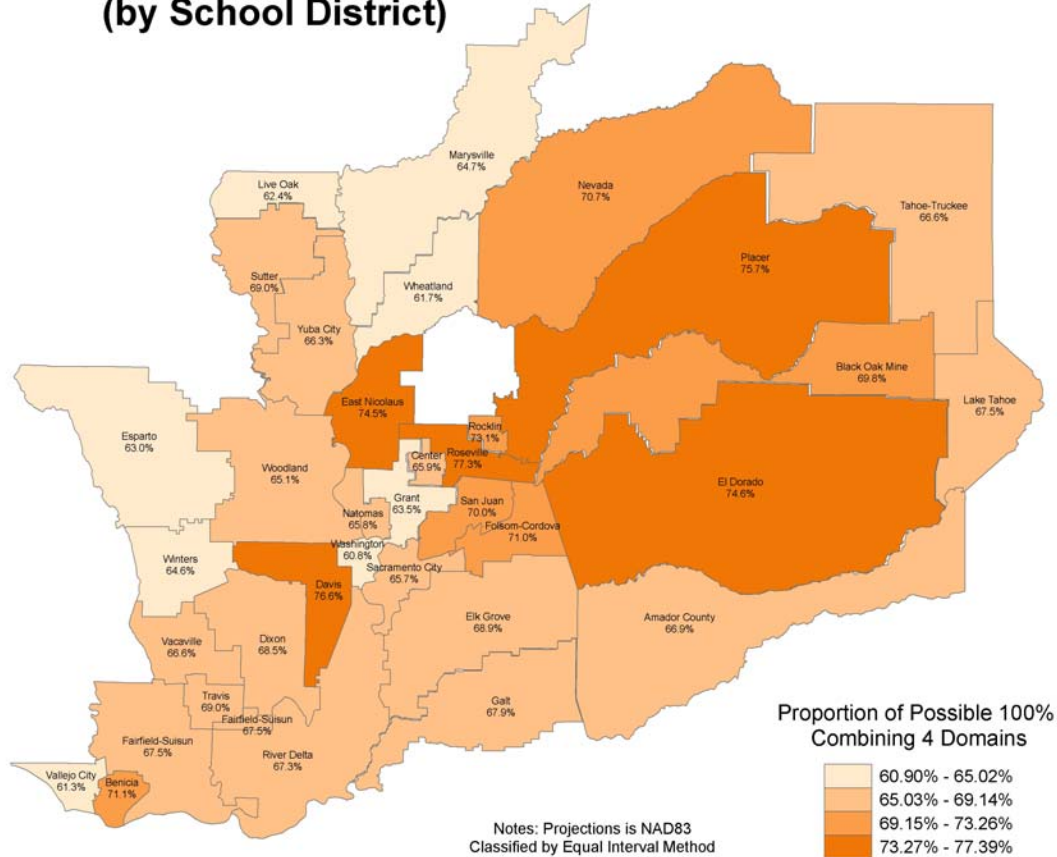 (by School District)
Marysville
64.7%
Live Oak
62.4%
Nevada
70.7%
Tahoe-Truckee
66.6%
Placer
75.7%
Sutter
69.0%
Wheatland
61.7%
Yuba City
66.3%
Black Oak Mine
69.8%
East Nicolaus
74.5%
Lake Tahoe
67.5%
Rocklin
73.1%
Esparto
63.0%
Center
65.9%
Roseville
77.3%
Woodland
65.1%
El Dorado
74.6%
Grant
63.5%
San Juan
70.0%
Natomas
65.8%
Folsom-Cordova
71.0%
Washington
60.8%
Winters
64.6%
Sacramento City
65.7%
Davis
76.6%
Elk Grove
68.9%
Amador County
66.9%
Vacaville
66.6%
Dixon
68.5%
Travis
69.0%
Galt
67.9%
Fairfield-Suisun
67.5%
Fairfield-Suisun
67.5%
River Delta
67.3%
Vallejo City
61.3%
Benicia
71.1%
Proportion of Possible 100%
Combining 4 Domains
60.90% - 65.02%
65.03% - 69.14%
69.15% - 73.26%
73.27% - 77.39%
Notes: Projections is NAD83
Classified by Equal Interval Method